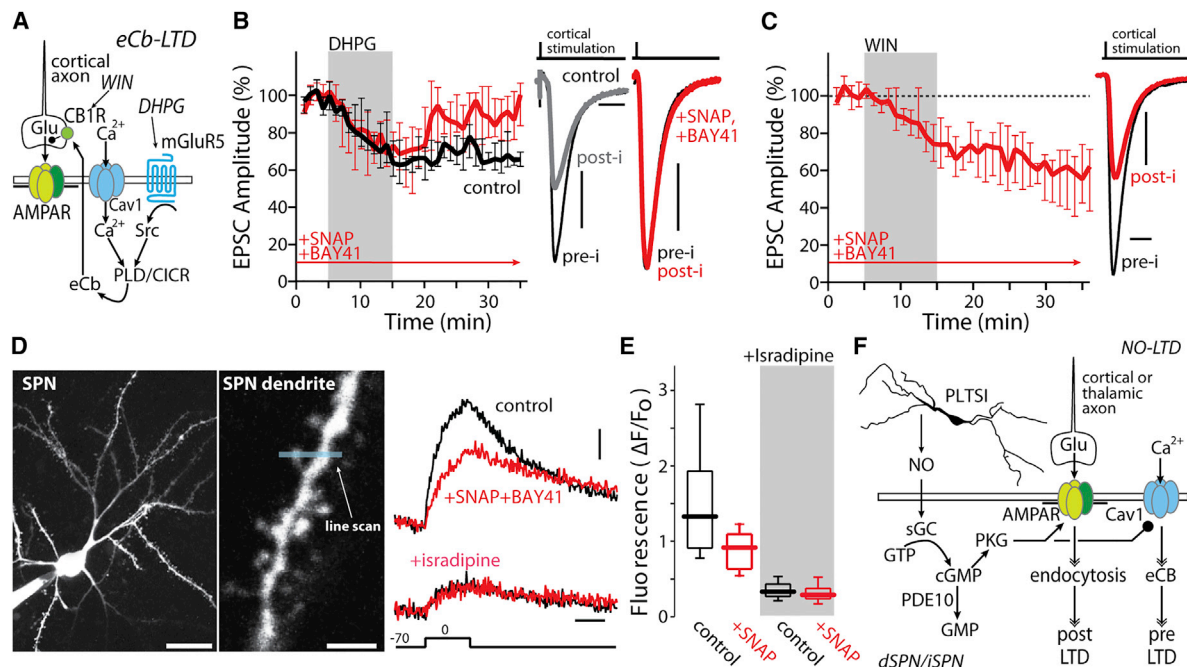 A
eCb-LTD
cortical
axon
WIN
CB1R
DHPG
Glu
Ca2+
mGluR5
AMPAR
Cav1
Ca2+
Src
eCb
PLD/CICR
B
DHPG
EPSC Amplitude (%)
100
80
60
40
20
0
control
+SNAP
+BAY41
0
10
20
30
Time (min)
cortical
stimulation
control
post-i
pre-i
+SNAP,
+BAY41
pre-i
post-i
C
WIN
EPSC Amplitude (%)
100
80
60
40
20
0
+SNAP
+BAY41
0
10
20
30
Time (min)
cortical
stimulation
post-i
pre-i
D
SPN
SPN dendrite
line scan
control
+SNAP+BAY41
+isradipine
-70
0
E
+Isradipine
Fluorescence (ΔF/Fo)
3
2
1
0
control
+SNAP
control
+SNAP
F
NO-LTD
PLTSI
cortical or
thalamic
axon
Glu
Ca2+
NO
AMPAR
Cav1
sGC
GTP
PKG
cGMP
endocytosis
eCB
PDE10
GMP
post
LTD
pre
LTD
dSPN/iSPN